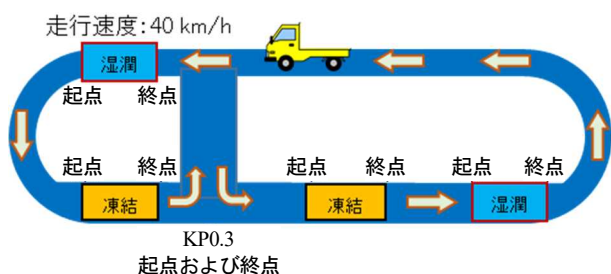 走行速度:40 km/h
湿潤
起点 終点
起点 終点 起点 終点 起点 終点
凍結 凍結 湿潤
KP0.3
起点および終点